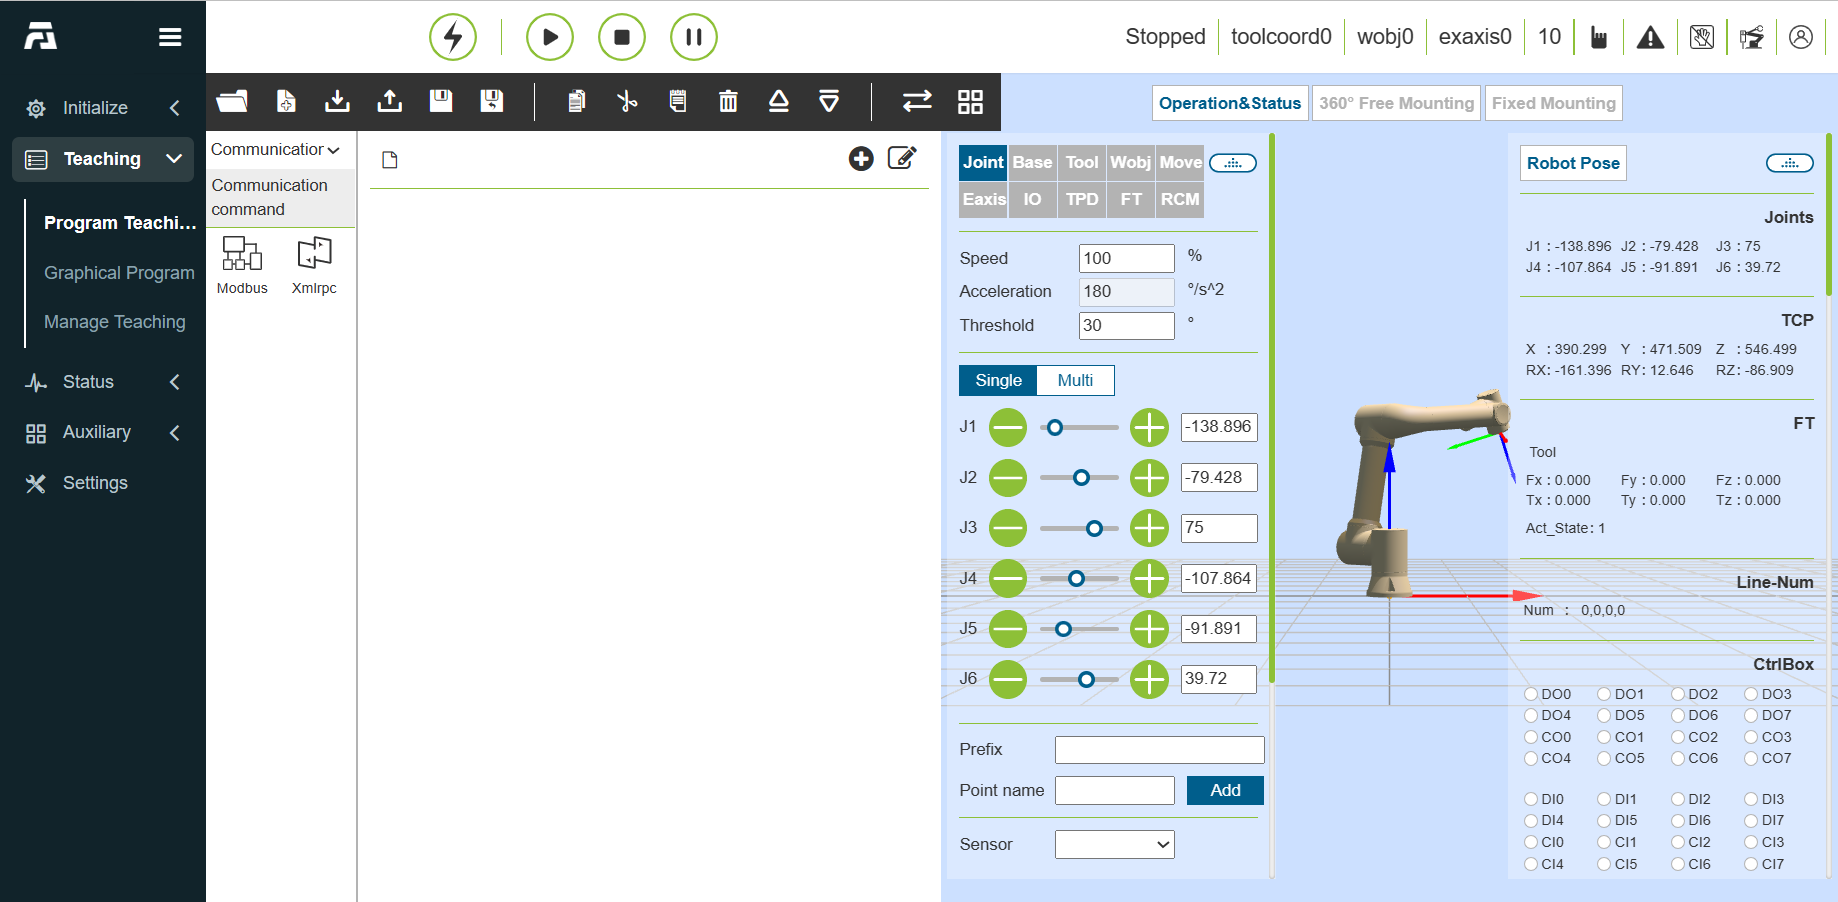 Stopped
toolcoord0
wobj0
exaxis0
10
Initialize
Teaching
Program Teachi...
Graphical Program
Manage Teaching
Status
Auxiliary
Settings
Communication
Communication
command
Modbus
Xmlrpc
Operation&Status
360° Free Mounting
Fixed Mounting
Joint Base Tool Wobj Move
Eaxis IO TPD FT RCM
Speed 100 %
Acceleration 180 °/s^2
Threshold 30 °
Single Multi
J1 -138.896
J2 -79.428
J3 75
J4 -107.864
J5 -91.891
J6 39.72
Prefix
Point name Add
Sensor
Robot Pose
Joints
J1 : -138.896 J2 : -79.428 J3 : 75
J4 : -107.864 J5 : -91.891 J6 : 39.72
TCP
X : 390.299 Y : 471.509 Z : 546.499
RX: -161.396 RY: 12.646 RZ: -86.909
FT
Tool
Fx : 0.000 Fy : 0.000 Fz : 0.000
Tx : 0.000 Ty : 0.000 Tz : 0.000
Act_State: 1
Line-Num
Num : 0,0,0,0
CtrlBox
DO0 DO1 DO2 DO3
DO4 DO5 DO6 DO7
CO0 CO1 CO2 CO3
CO4 CO5 CO6 CO7
DI0 DI1 DI2 DI3
DI4 DI5 DI6 DI7
CI0 CI1 CI2 CI3
CI4 CI5 CI6 CI7